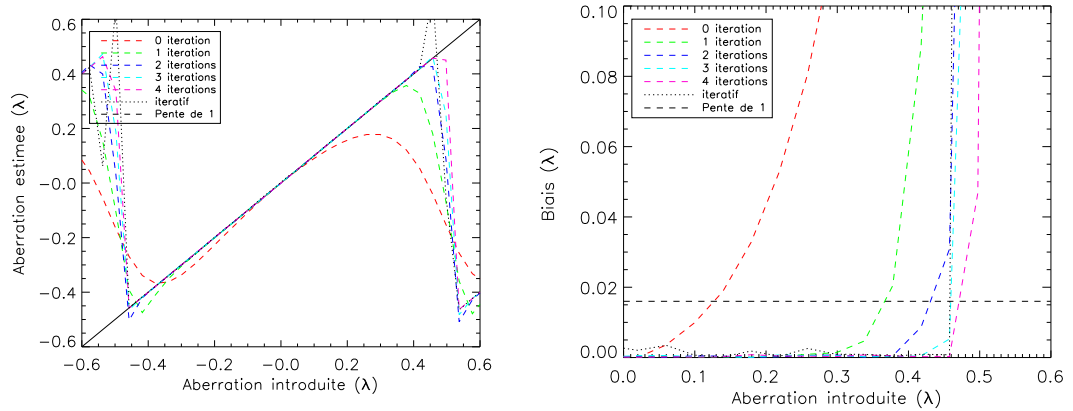 0.6
0.4
0.2
-0.0
-0.2
-0.4
-0.6
Aberration estimee (λ)
0 iteration
1 iteration
2 iterations
3 iterations
4 iterations
iteratif
Pente de 1
-0.6 -0.4 -0.2 -0.0 0.2 0.4 0.6
Aberration introduite (λ)
0.10
0.08
0.06
0.04
0.02
0.00
Biais (λ)
0 iteration
1 iteration
2 iterations
3 iterations
4 iterations
iteratif
Pente de 1
0.0 0.1 0.2 0.3 0.4 0.5 0.6
Aberration introduite (λ)